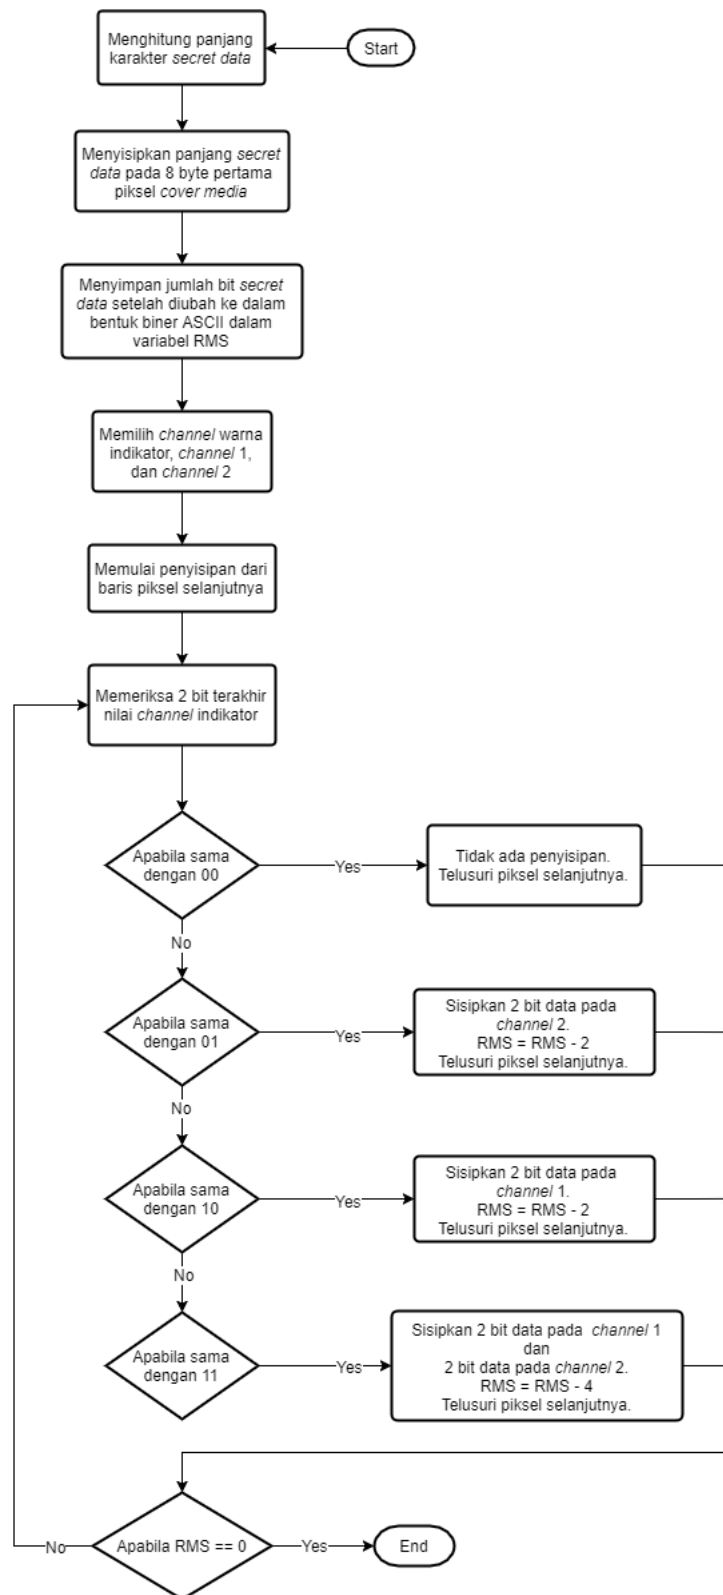 Start
Menghitung panjang
karakter secret data
Menyisipkan panjang secret
data pada 8 byte pertama
piksel cover media
Menyimpan jumlah bit secret
data setelah diubah ke dalam
bentuk biner ASCII dalam
variabel RMS
Memilih channel warna
indikator, channel 1,
dan channel 2
Memulai penyisipan dari
baris piksel selanjutnya
Memeriksa 2 bit terakhir
nilai channel indikator
Apabila sama
dengan 00
Yes
Tidak ada penyisipan.
Telusuri piksel selanjutnya.
No
Apabila sama
dengan 01
Yes
Sisipkan 2 bit data pada
channel 2.
RMS = RMS - 2
Telusuri piksel selanjutnya.
No
Apabila sama
dengan 10
Yes
Sisipkan 2 bit data pada
channel 1.
RMS = RMS - 2
Telusuri piksel selanjutnya.
No
Apabila sama
dengan 11
Yes
Sisipkan 2 bit data pada channel 1
dan
2 bit data pada channel 2.
RMS = RMS - 4
Telusuri piksel selanjutnya.
No
Apabila RMS == 0
Yes
End